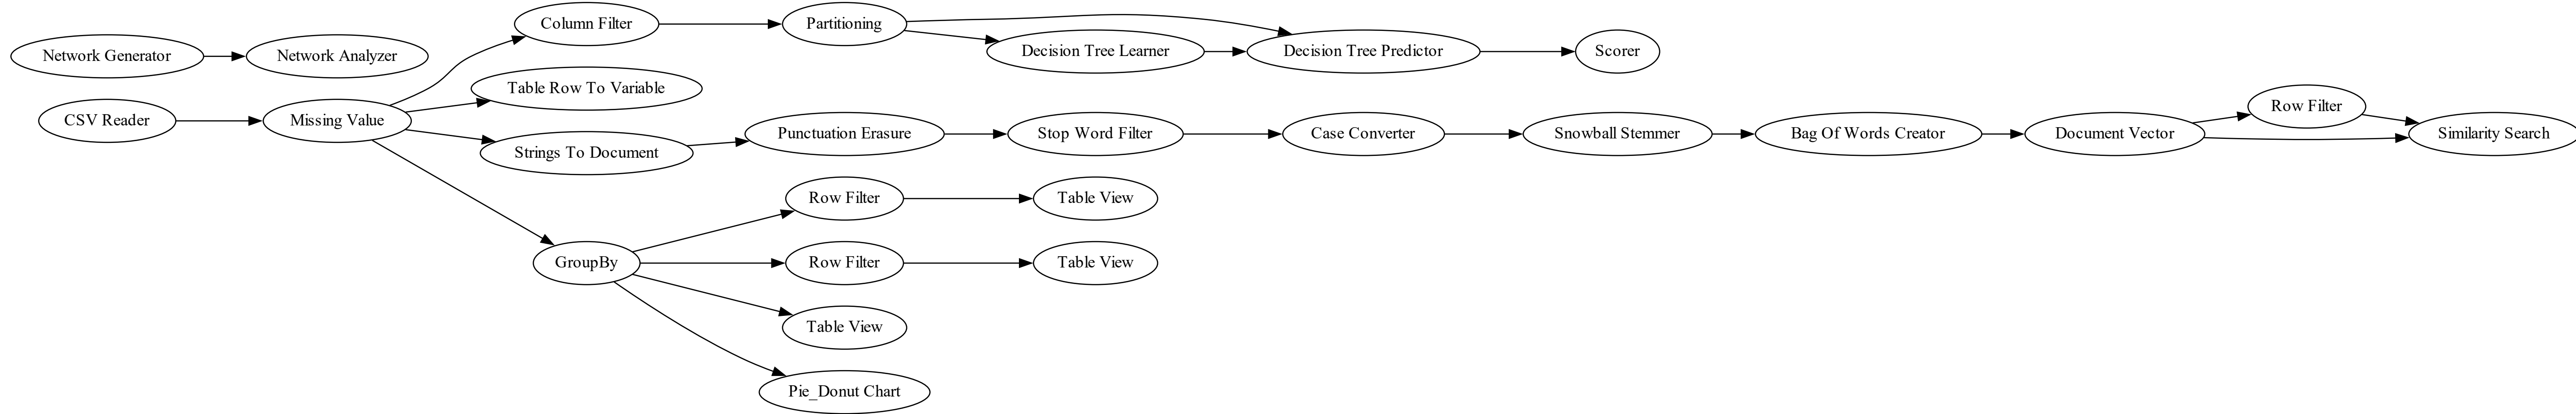 Column Filter
Partitioning
Network Generator
Network Analyzer
Decision Tree Learner
Decision Tree Predictor
Scorer
Table Row To Variable
Row Filter
CSV Reader
Missing Value
Punctuation Erasure
Stop Word Filter
Case Converter
Snowball Stemmer
Bag Of Words Creator
Document Vector
Similarity Search
Strings To Document
Row Filter
Table View
GroupBy
Row Filter
Table View
Table View
Pie_Donut Chart